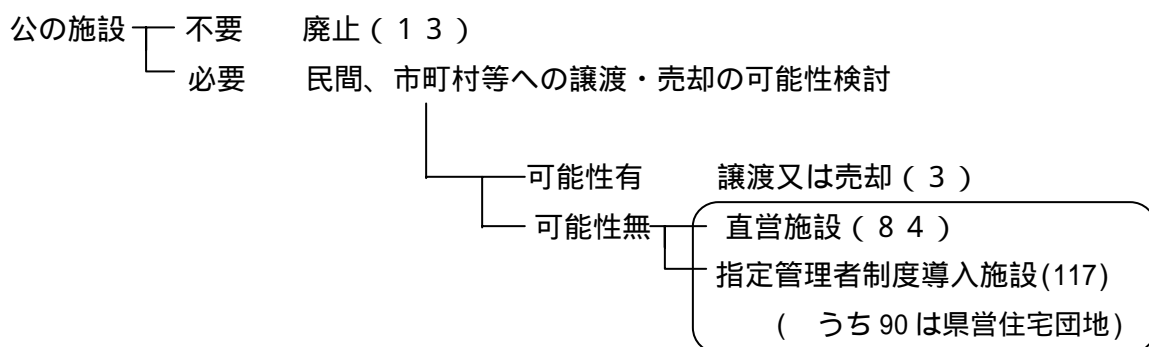 公の施設 不要 廃止(13)
必要 民間、市町村等への譲渡・売却の可能性検討
可能性有 譲渡又は売却(3)
可能性無 直営施設(84)
指定管理者制度導入施設(117)
( うち90は県営住宅団地)